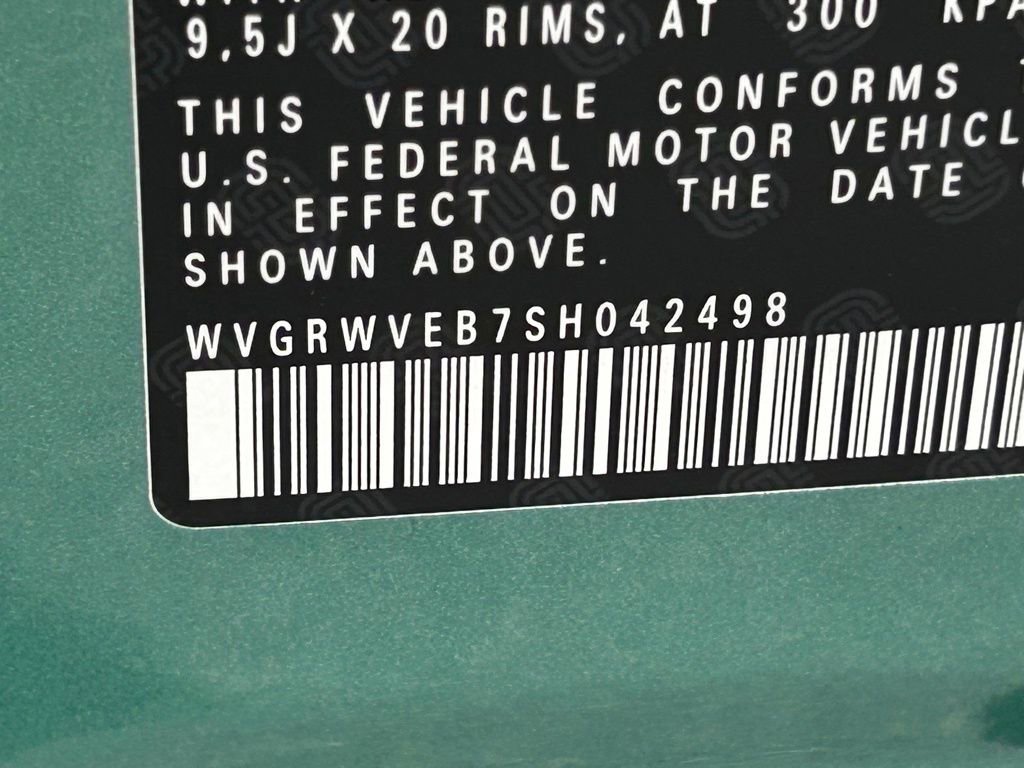 9,5J X 20 RIMS, AT 300
THIS VEHICLE CONFORMS
U.S. FEDERAL MOTOR
IN EFFECT ON THE DATE
SHOWN ABOVE.
WVGRWVEB7SH042498